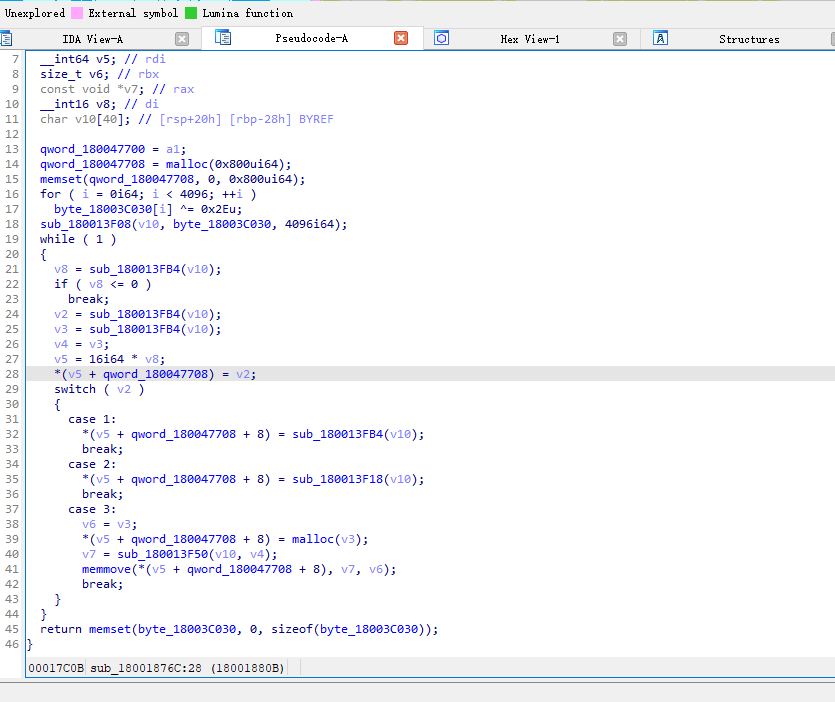 Unexplored External symbol Lumina function
IDA View-A Pseudocode-A Hex View-1 Structures
7 __int64 v5; // rdi
8 size_t v6; // rbx
9 const void *v7; // rax
10 __int16 v8; // di
11 char v10[40]; // [rsp+20h] [rbp-28h] BYREF
12
13 qword_180047700 = a1;
14 qword_180047708 = malloc(0x800ui64);
15 memset(qword_180047708, 0, 0x800ui64);
16 for ( i = 0i64; i < 4096; ++i )
17 byte_18003C030[i] ^= 0x2Eu;
18 sub_180013F08(v10, byte_18003C030, 4096i64);
19 while ( 1 )
20 {
21 v8 = sub_180013FB4(v10);
22 if ( v8 <= 0 )
23 break;
24 v2 = sub_180013FB4(v10);
25 v3 = sub_180013FB4(v10);
26 v4 = v3;
27 v5 = 16i64 * v8;
28 *(v5 + qword_180047708) = v2;
29 switch ( v2 )
30 {
31 case 1:
32 *(v5 + qword_180047708 + 8) = sub_180013FB4(v10);
33 break;
34 case 2:
35 *(v5 + qword_180047708 + 8) = sub_180013F18(v10);
36 break;
37 case 3:
38 v6 = v3;
39 *(v5 + qword_180047708 + 8) = malloc(v3);
40 v7 = sub_180013F50(v10, v4);
41 memmove(*(v5 + qword_180047708 + 8), v7, v6);
42 break;
43 }
44 }
45 return memset(byte_18003C030, 0, sizeof(byte_18003C030));
46 }
00017C0B sub_18001876C:28 (18001880B)